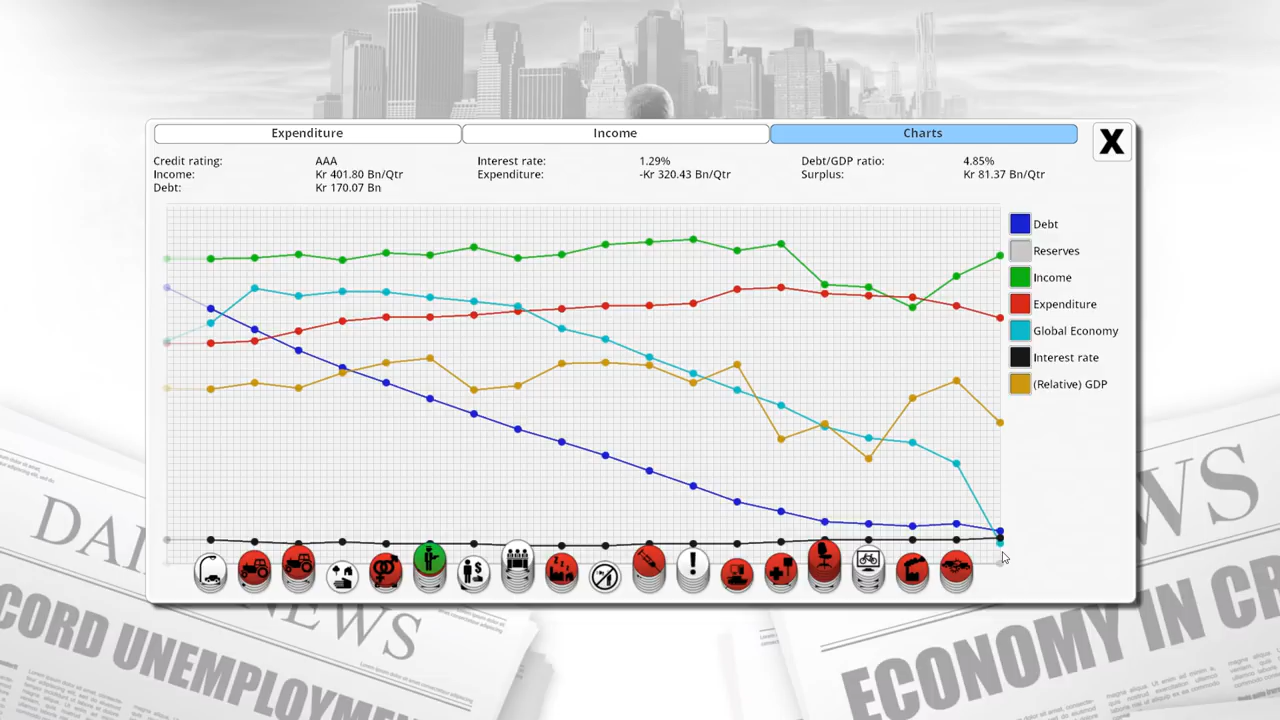 Expenditure
Income
Charts
X
Credit rating:
AAA
Interest rate:
1.29%
Debt/GDP ratio:
4.85%
Income:
Kr 401.80 Bn/Qtr
Expenditure:
-Kr 320.43 Bn/Qtr
Surplus:
Kr 81.37 Bn/Qtr
Debt:
Kr 170.07 Bn
Debt
Reserves
Income
Expenditure
Global Economy
Interest rate
(Relative) GDP
DAI
NEWS
CORD UNEMPLOYM
WS
ECONOMY IN CR